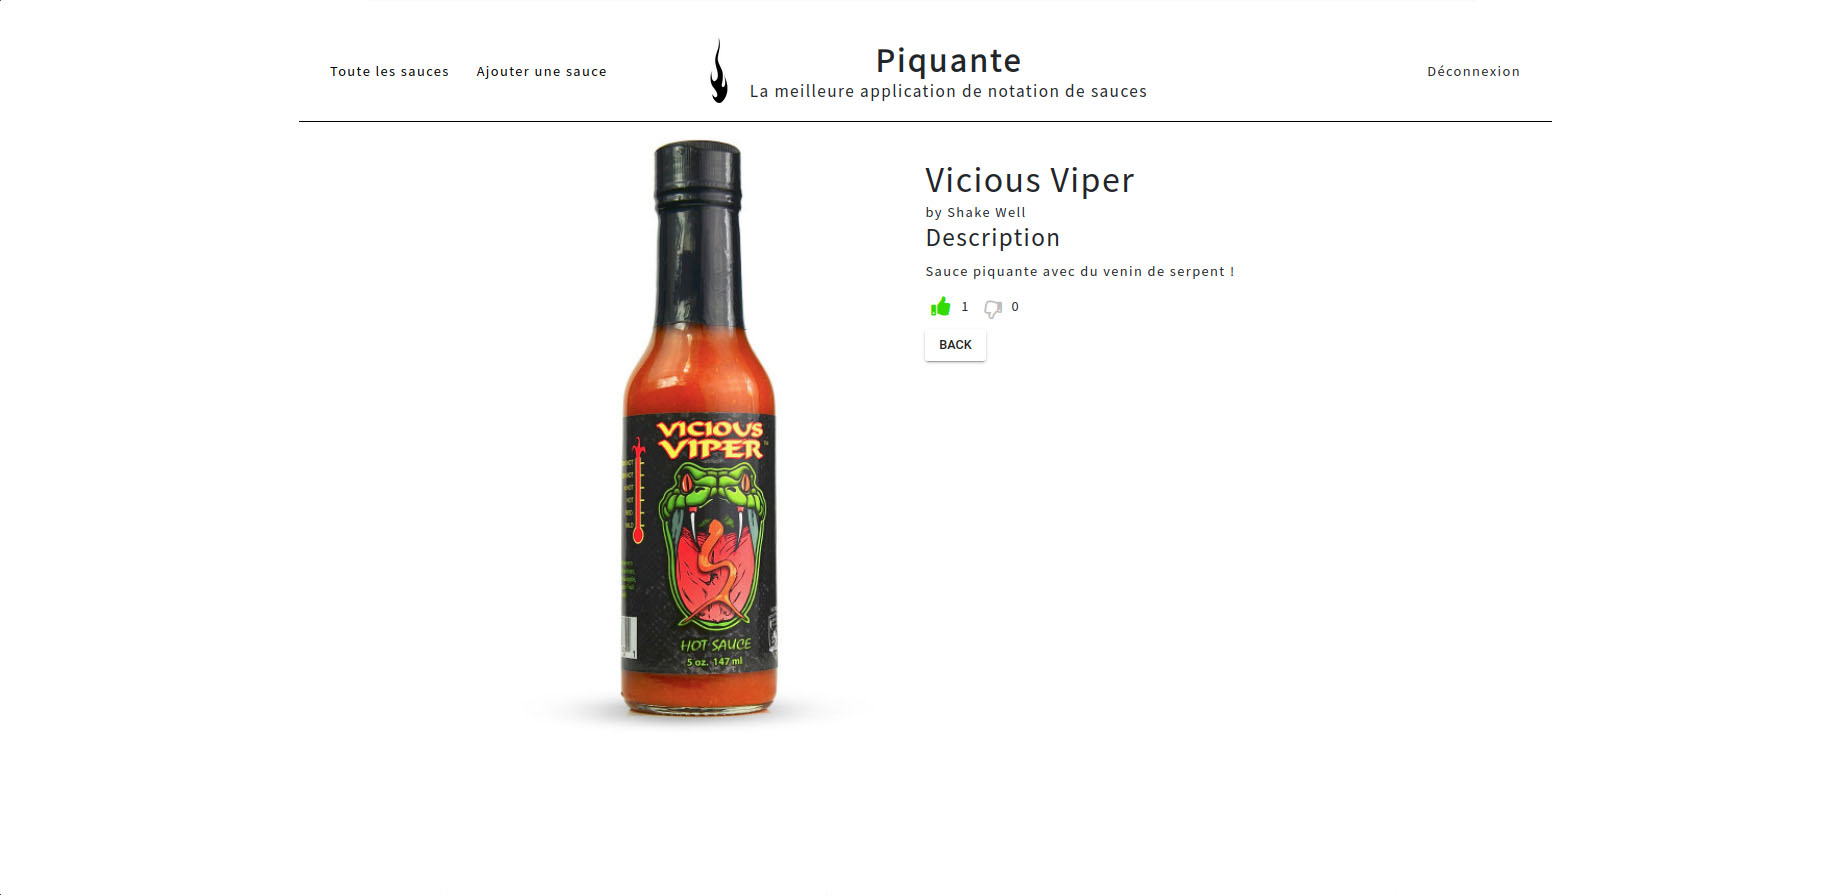 Toute les sauces
Ajouter une sauce
Piquante
La meilleure application de notation de sauces
Déconnexion
Vicious Viper
by Shake Well
Description
Sauce piquante avec du venin de serpent !
1
0
BACK
VICIOUS
VIPER
HOT SAUCE
5 oz. 147 ml